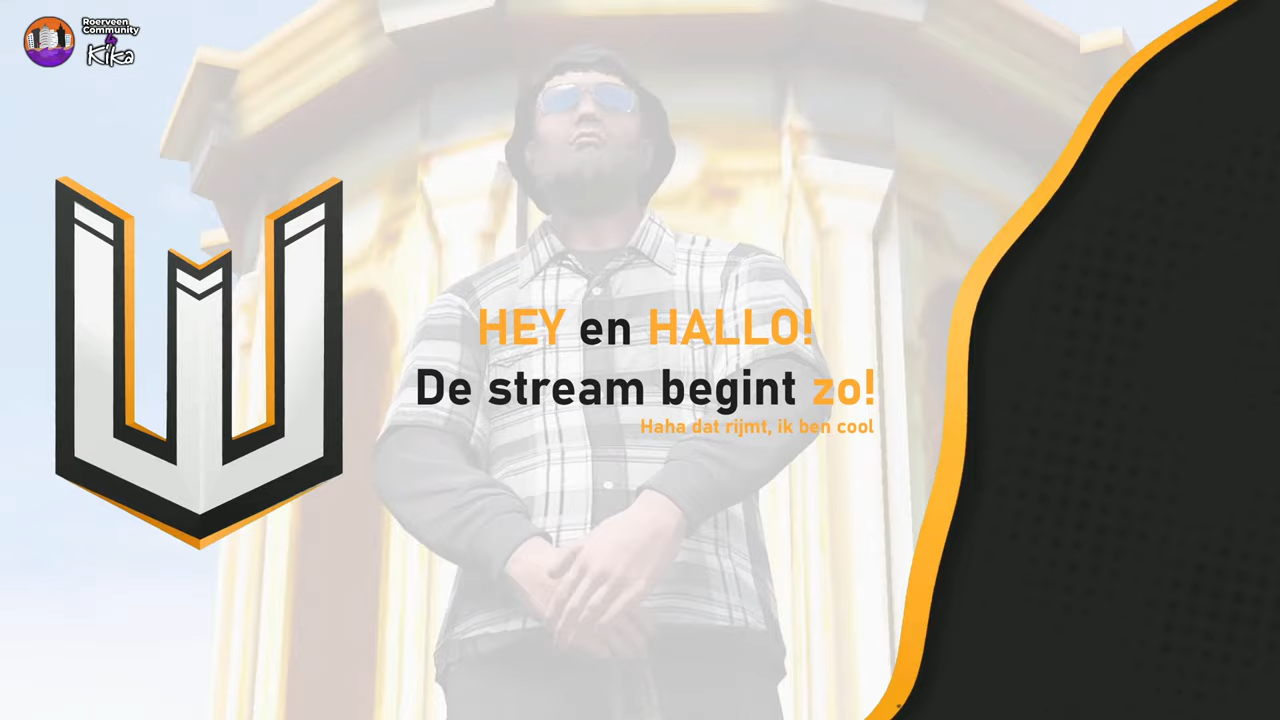 Roerveen
Community
Kika
HEY en HALLO!
De stream begint zo!
Haha dat rijmt, ik ben cool